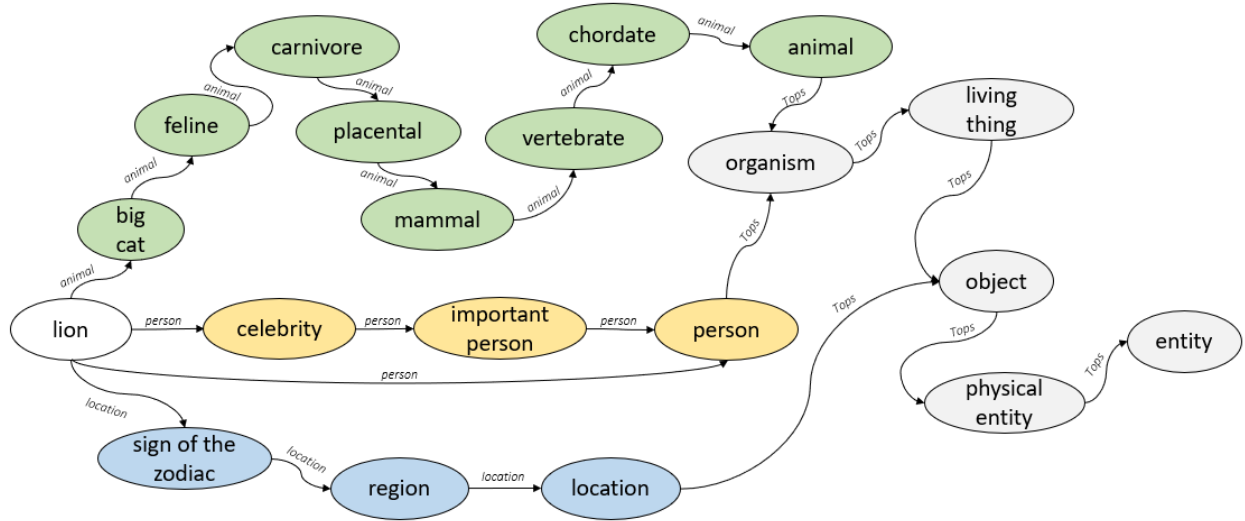 chordate
animal
animal
carnivore
animal
animal
Tops
living
thing
feline
placental
animal
vertebrate
organism
Tops
animal
animal
mammal
animal
Tops
big
cat
Tops
animal
object
lion
person
celebrity
person
important
person
person
person
Tops
Tops
entity
person
Tops
physical
entity
location
sign of the
zodiac
location
region
location
location
animal